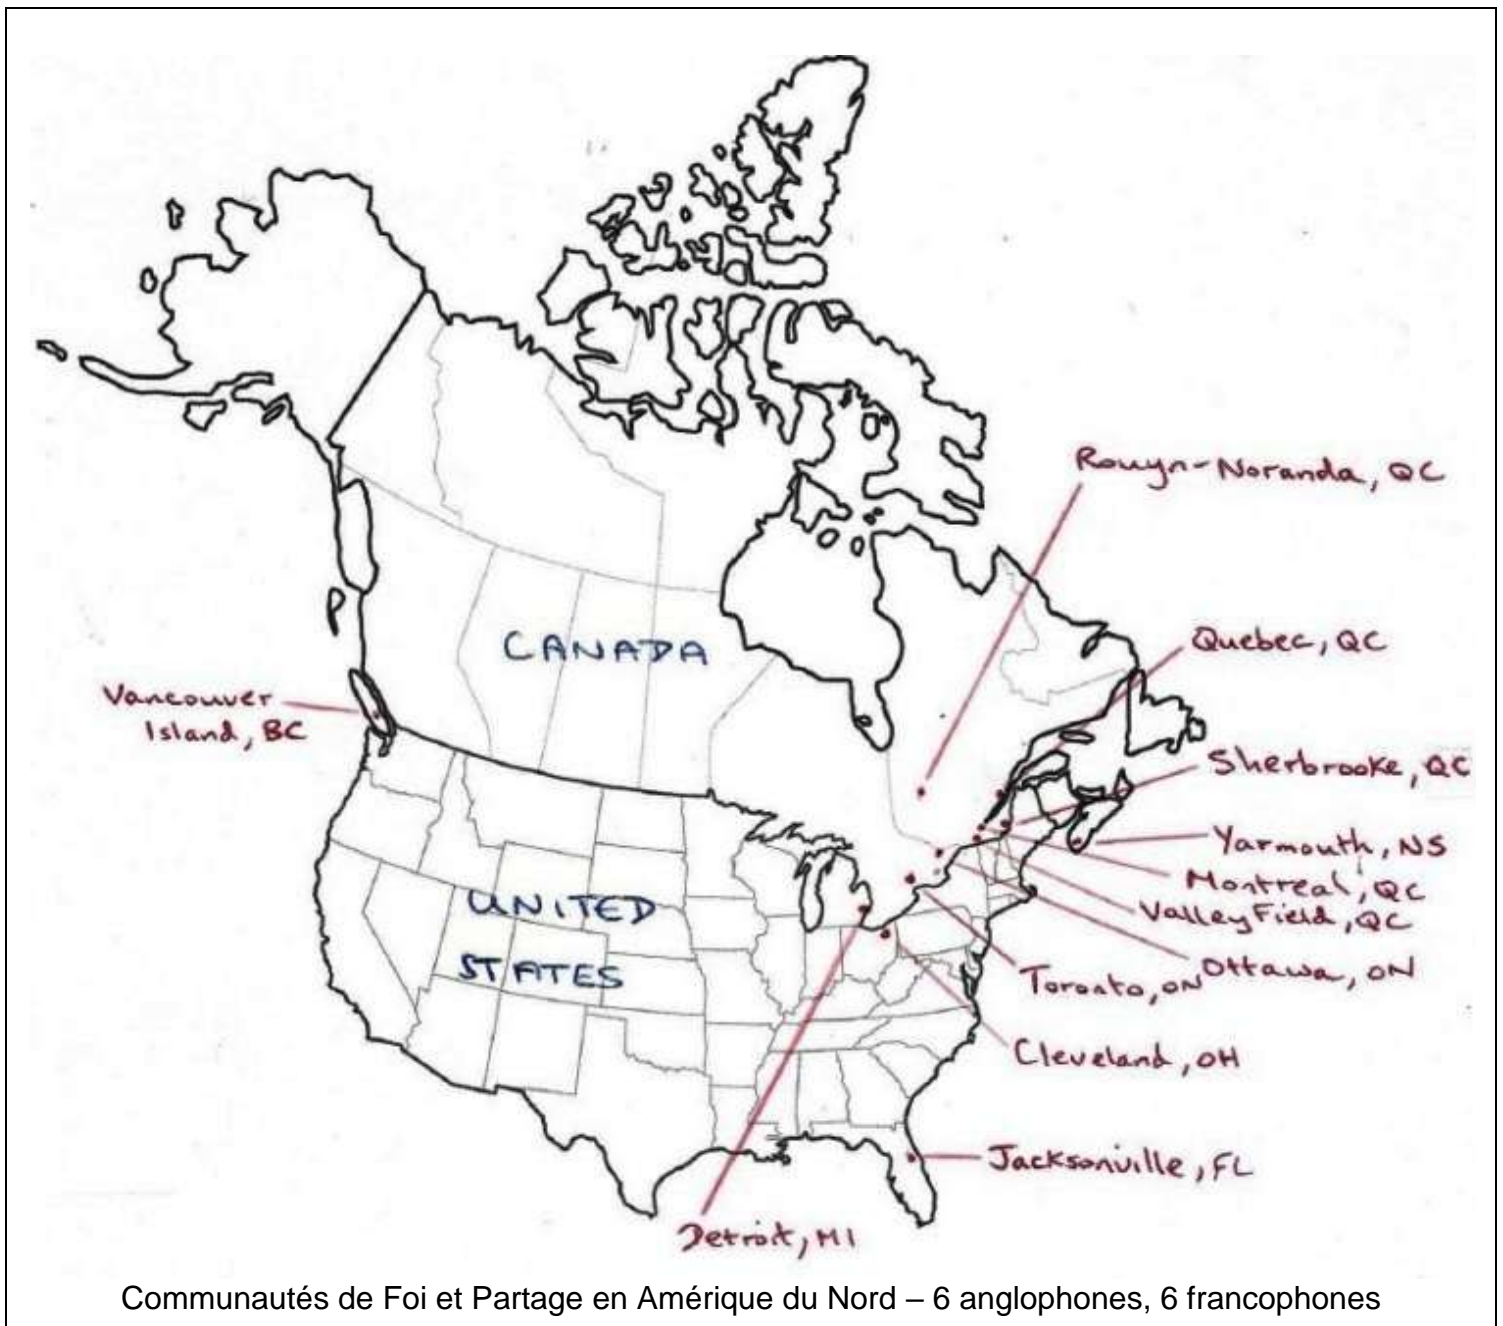 Rouyn-Noranda, QC
Quebec, QC
CANADA
Vancouver
Island, BC
Sherbrooke, QC
Yarmouth, NS
Montreal, QC
Valleyfield, QC
UNITED
STATES
Ottawa, ON
Toronto, ON
Cleveland, OH
Jacksonville, FL
Detroit, MI
Communautés de Foi et Partage en Amérique du Nord – 6 anglophones, 6 francophones